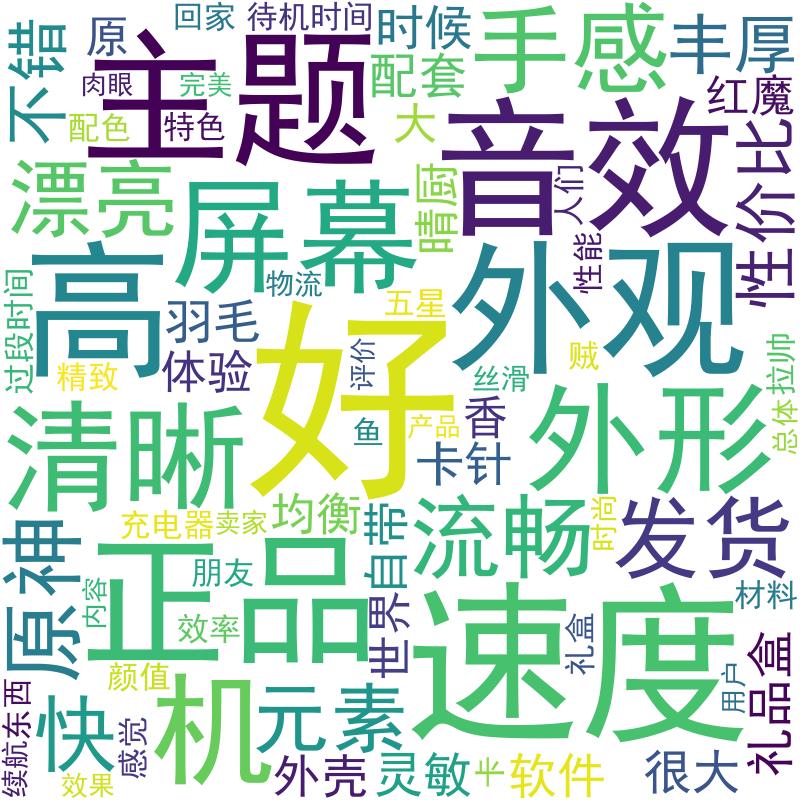 回家
待机时间
不错
原
主题
时候
手感
丰厚
肉眼
完美
配套
红魔
配色
特色
大
音效
性价比
漂亮
屏幕
晴厨
人们
性能
高
外观
物流
过段时间
羽毛
五星
精致
体验
好
评价
丝滑
贼
拉帅
总体
清晰
鱼
产品
香
外形
卡针
充电器
卖家
均衡
自带
流畅
时尚
发货
原神
正品
朋友
内容
效率
世界
速度
礼盒
材料
颜值
用户
礼品盒
续航东西
快
感觉
机
元素
效果
外壳
灵敏
半
软件
很大